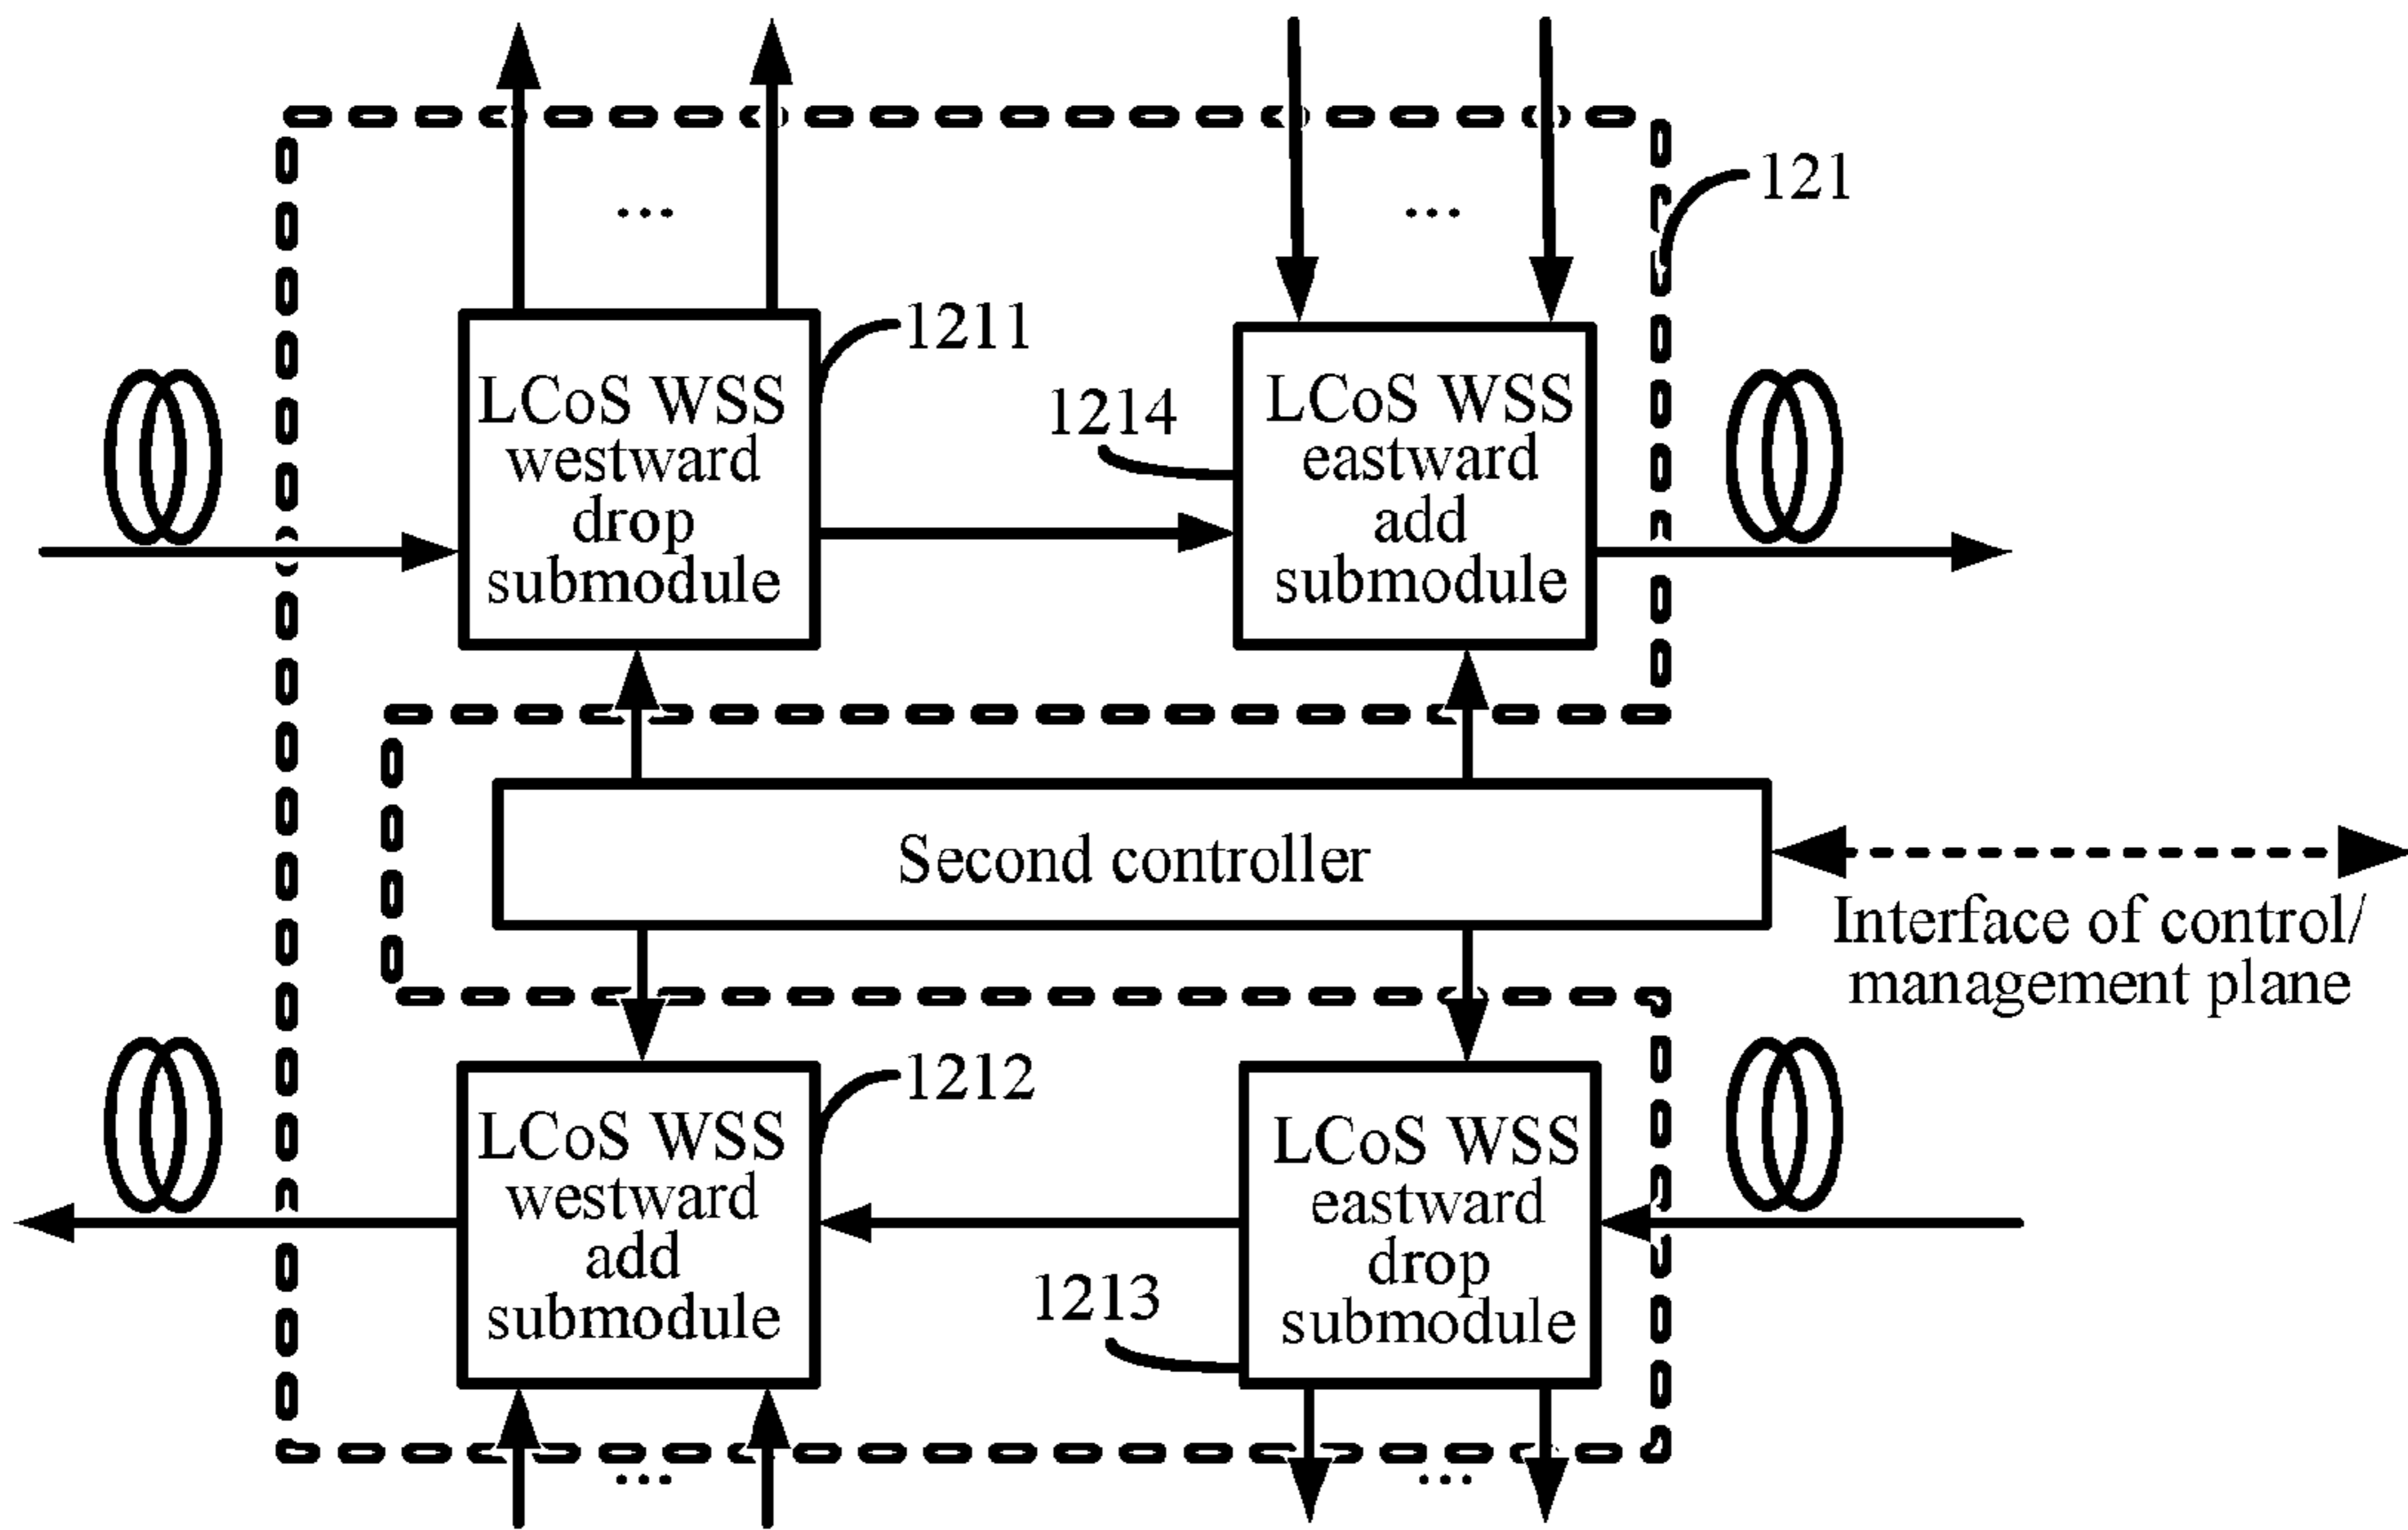 ...
...
121
1211
LCoS WSS
westward
drop
submodule
1214
LCoS WSS
eastward
add
submodule
Second controller
Interface of control/
management plane
1212
LCoS WSS
westward
add
submodule
1213
LCoS WSS
eastward
drop
submodule
...
...